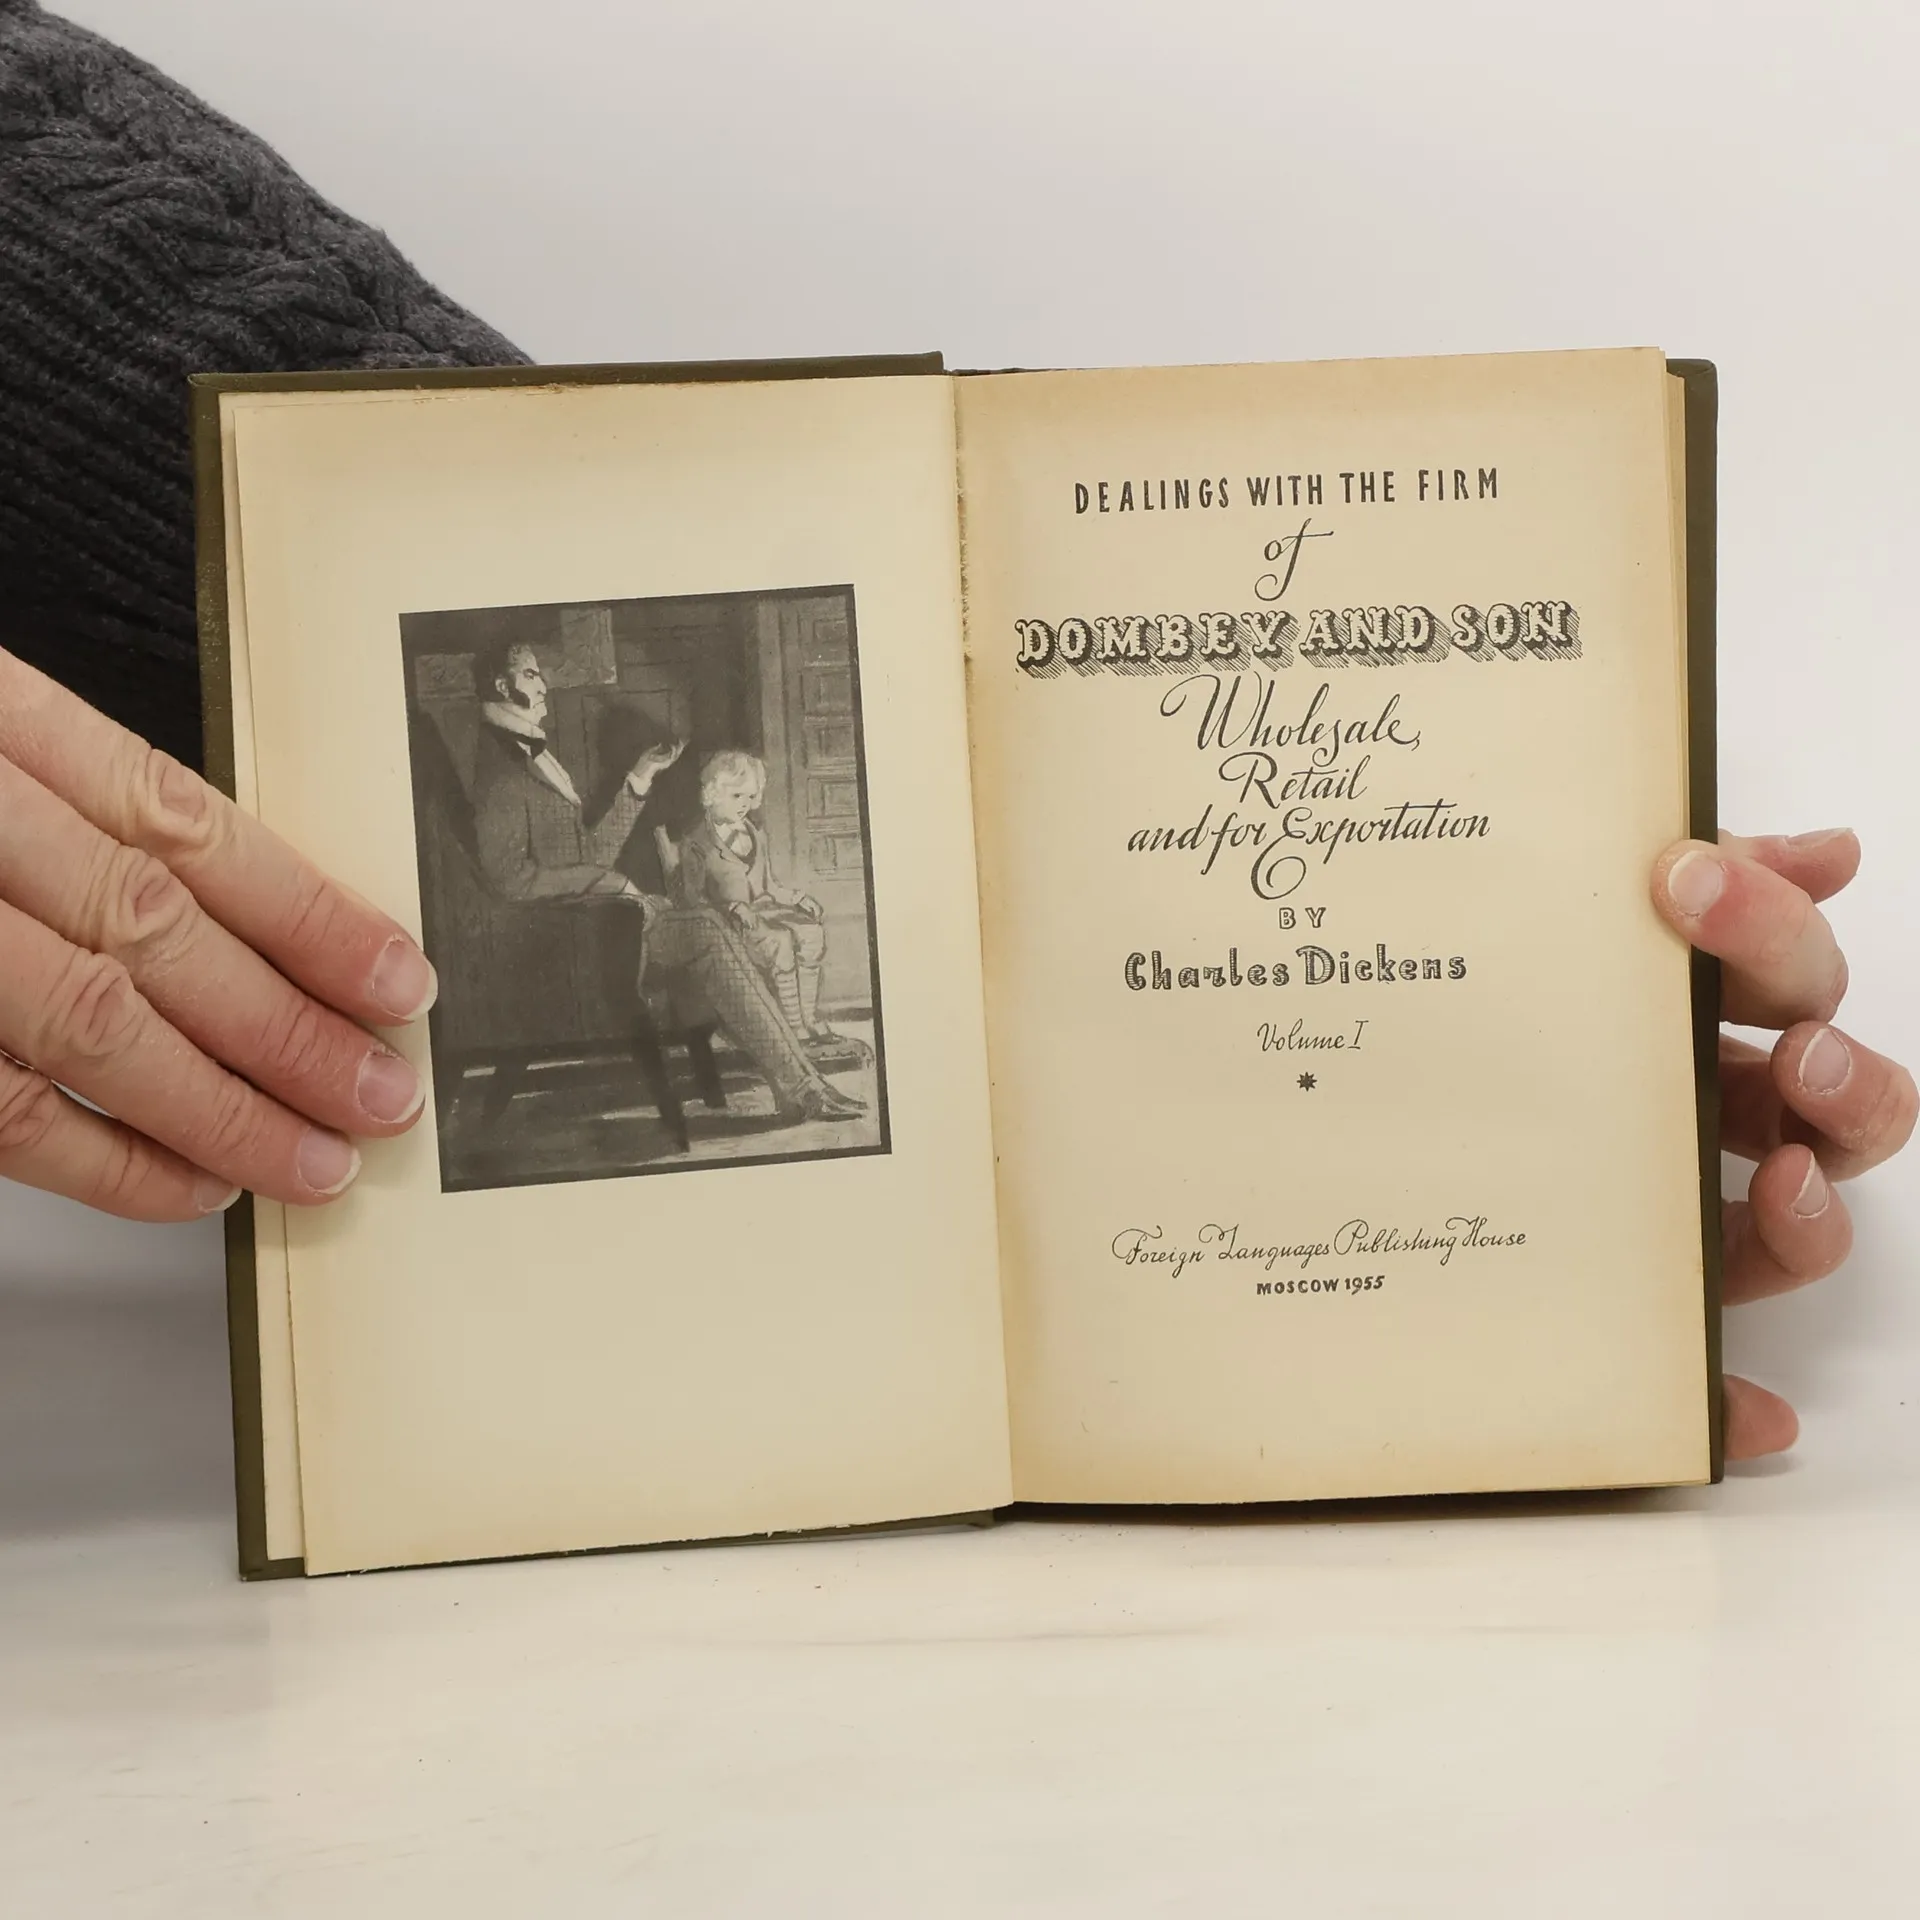 DEALINGS WITH THE FIRM
of
DOMBEY AND SON
Wholesale,
Retail
and for Exportation
BY
Charles Dickens
Volume I
Foreign Languages Publishing House
MOSCOW 1955